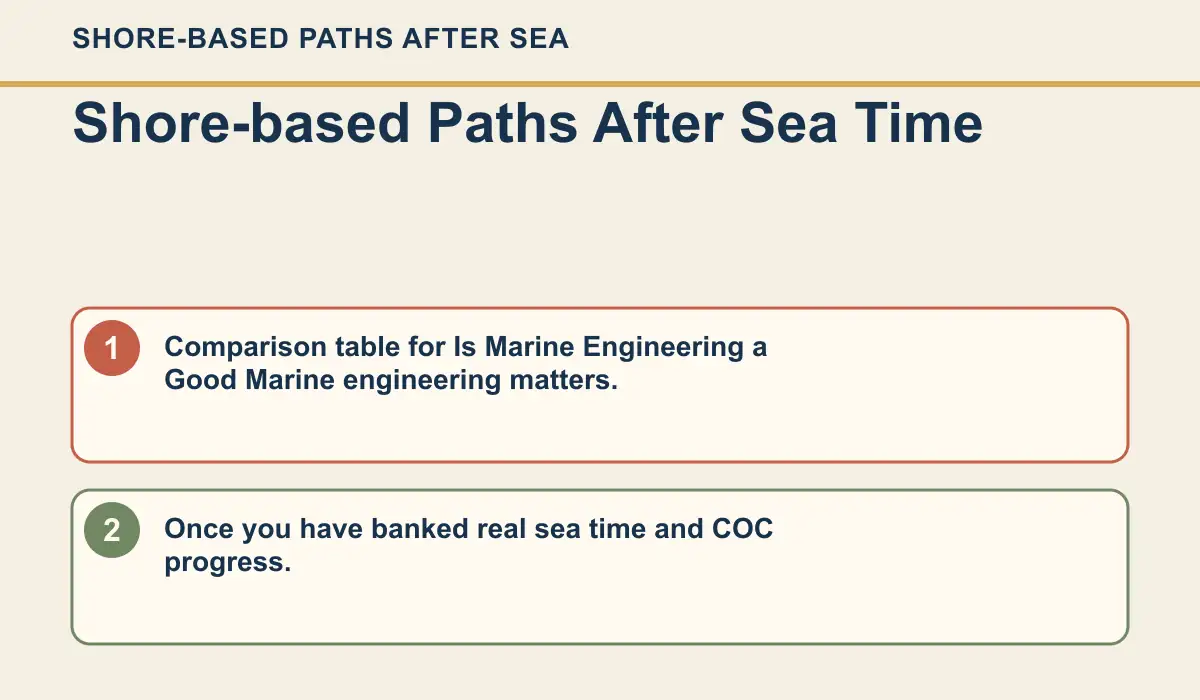 SHORE-BASED PATHS AFTER SEA
Shore-based Paths After Sea Time
1
Comparison table for Is Marine Engineering a
Good Marine engineering matters.
2
Once you have banked real sea time and COC
progress.